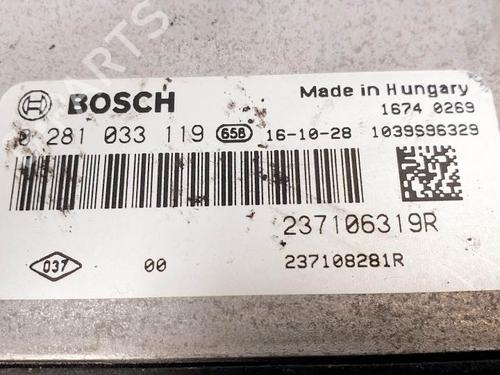 BOSCH
Made in Hungary
1674 0269
0 281 033 119 658 16-10-28 1039S96329
237106319R
037 00 237108281R
PARTS